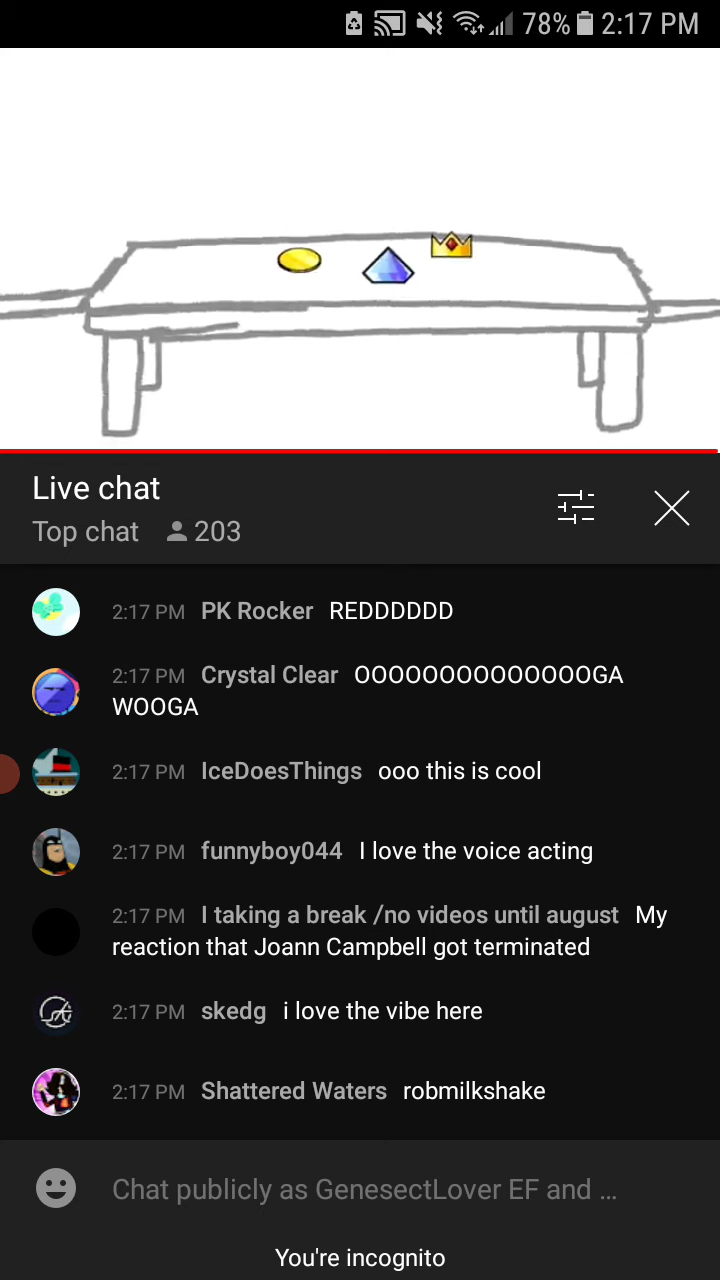 78% 2:17 PM
Live chat
Top chat 203
2:17 PM PK Rocker REDDDDDD
2:17 PM Crystal Clear OOOOOOOOOOOOOOGA
WOOGA
2:17 PM IceDoesThings ooo this is cool
2:17 PM funnyboy044 I love the voice acting
2:17 PM I taking a break /no videos until august My
reaction that Joann Campbell got terminated
2:17 PM skedg i love the vibe here
2:17 PM Shattered Waters robmilkshake
Chat publicly as GenesectLover EF and ...
You're incognito